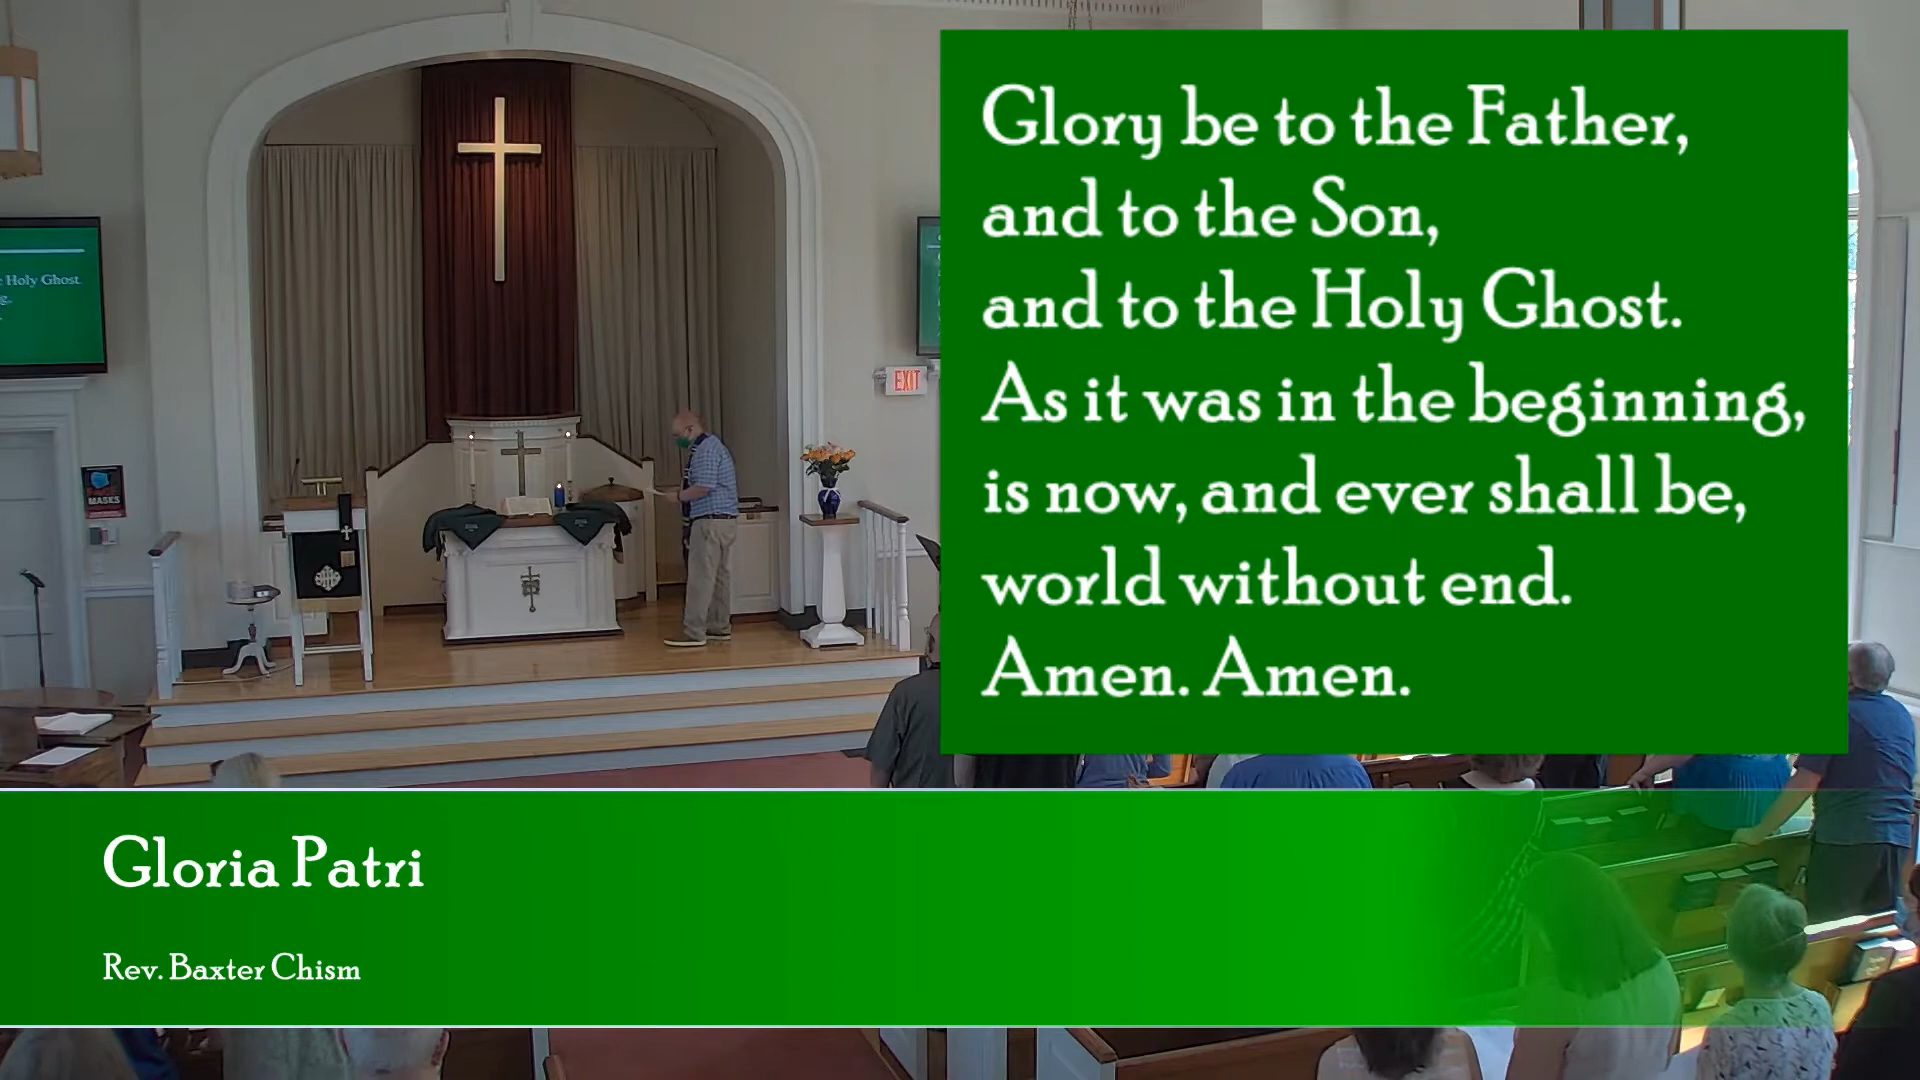 Glory be to the Father,
and to the Son,
and to the Holy Ghost.
As it was in the beginning,
is now, and ever shall be,
world without end.
Amen. Amen.
Holy Ghost.
EXIT
MASKS
Gloria Patri
Rev. Baxter Chism